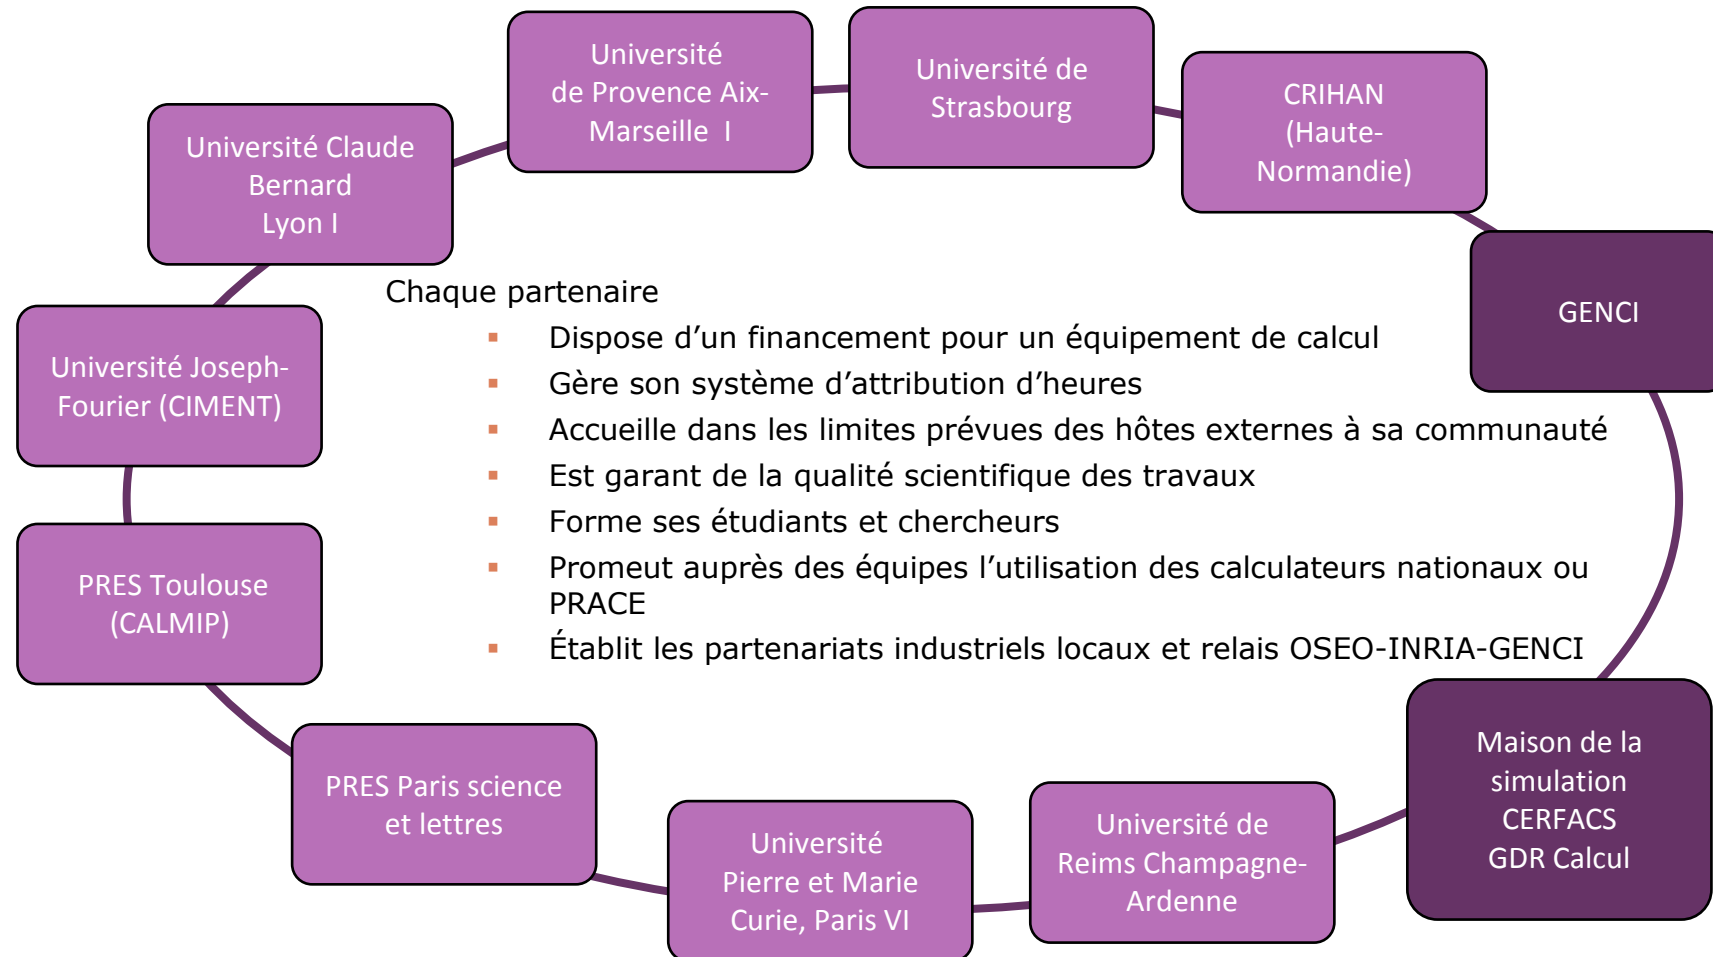 Université
de Provence Aix-
Marseille  I
Université de
Strasbourg
CRIHAN
(Haute-
Normandie)
Université Claude
Bernard
Lyon I
GENCI
Chaque partenaire
▪ Dispose d’un financement pour un équipement de calcul
▪ Gère son système d’attribution d’heures
▪ Accueille dans les limites prévues des hôtes externes à sa communauté
▪ Est garant de la qualité scientifique des travaux
▪ Forme ses étudiants et chercheurs
▪ Promeut auprès des équipes l’utilisation des calculateurs nationaux ou
PRACE
▪ Établit les partenariats industriels locaux et relais OSEO-INRIA-GENCI
Université Joseph-
Fourier (CIMENT)
PRES Toulouse
(CALMIP)
PRES Paris science
et lettres
Université
Pierre et Marie
Curie, Paris VI
Université de
Reims Champagne-
Ardenne
Maison de la
simulation
CERFACS
GDR Calcul